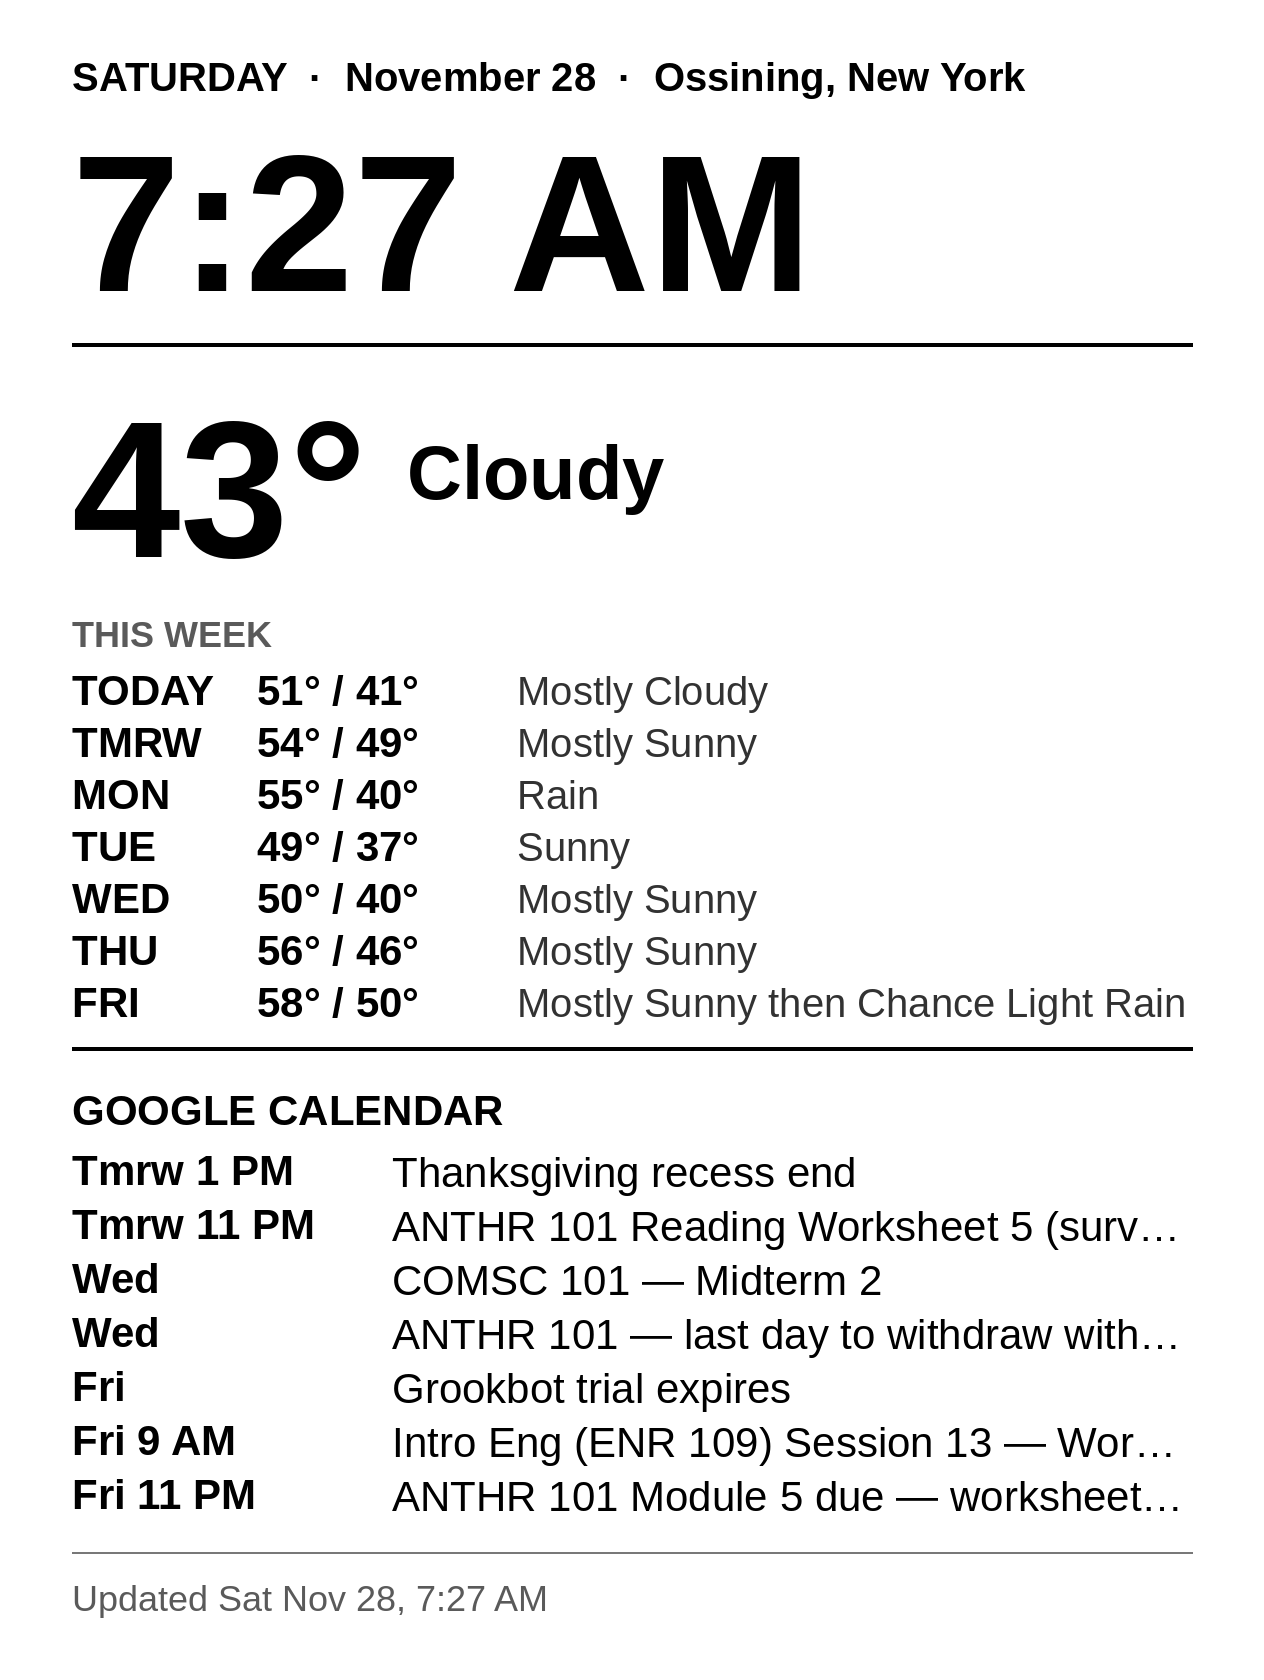 SATURDAY · November 28 · Ossining, New York
7:27 AM
43° Cloudy
THIS WEEK
TODAY 51° / 41° Mostly Cloudy
TMRW 54° / 49° Mostly Sunny
MON 55° / 40° Rain
TUE 49° / 37° Sunny
WED 50° / 40° Mostly Sunny
THU 56° / 46° Mostly Sunny
FRI 58° / 50° Mostly Sunny then Chance Light Rain
GOOGLE CALENDAR
Tmrw 1 PM Thanksgiving recess end
Tmrw 11 PM ANTHR 101 Reading Worksheet 5 (surv…
Wed COMSC 101 — Midterm 2
Wed ANTHR 101 — last day to withdraw with…
Fri Grookbot trial expires
Fri 9 AM Intro Eng (ENR 109) Session 13 — Wor…
Fri 11 PM ANTHR 101 Module 5 due — worksheet…
Updated Sat Nov 28, 7:27 AM